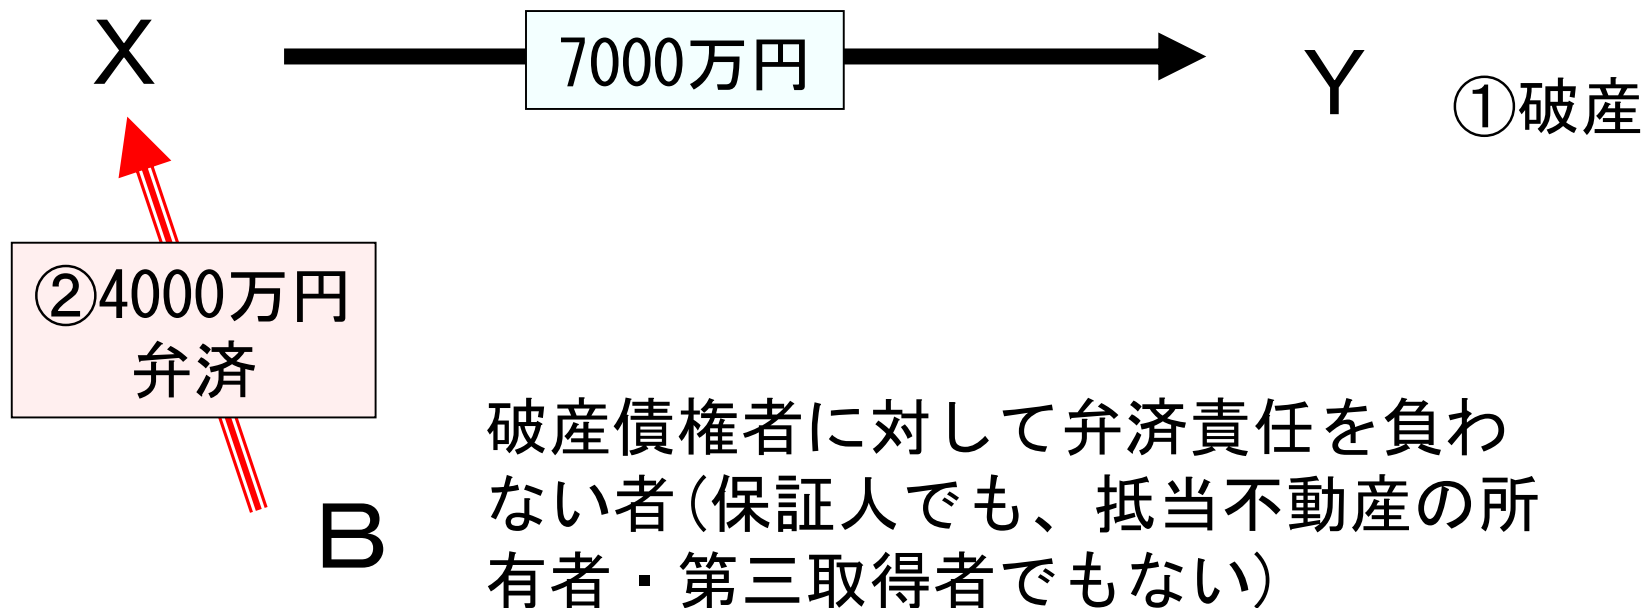 X
7000万円
Y
①破産
②4000万円
弁済
B
破産債権者に対して弁済責任を負わ
ない者(保証人でも、抵当不動産の所
有者・第三取得者でもない)